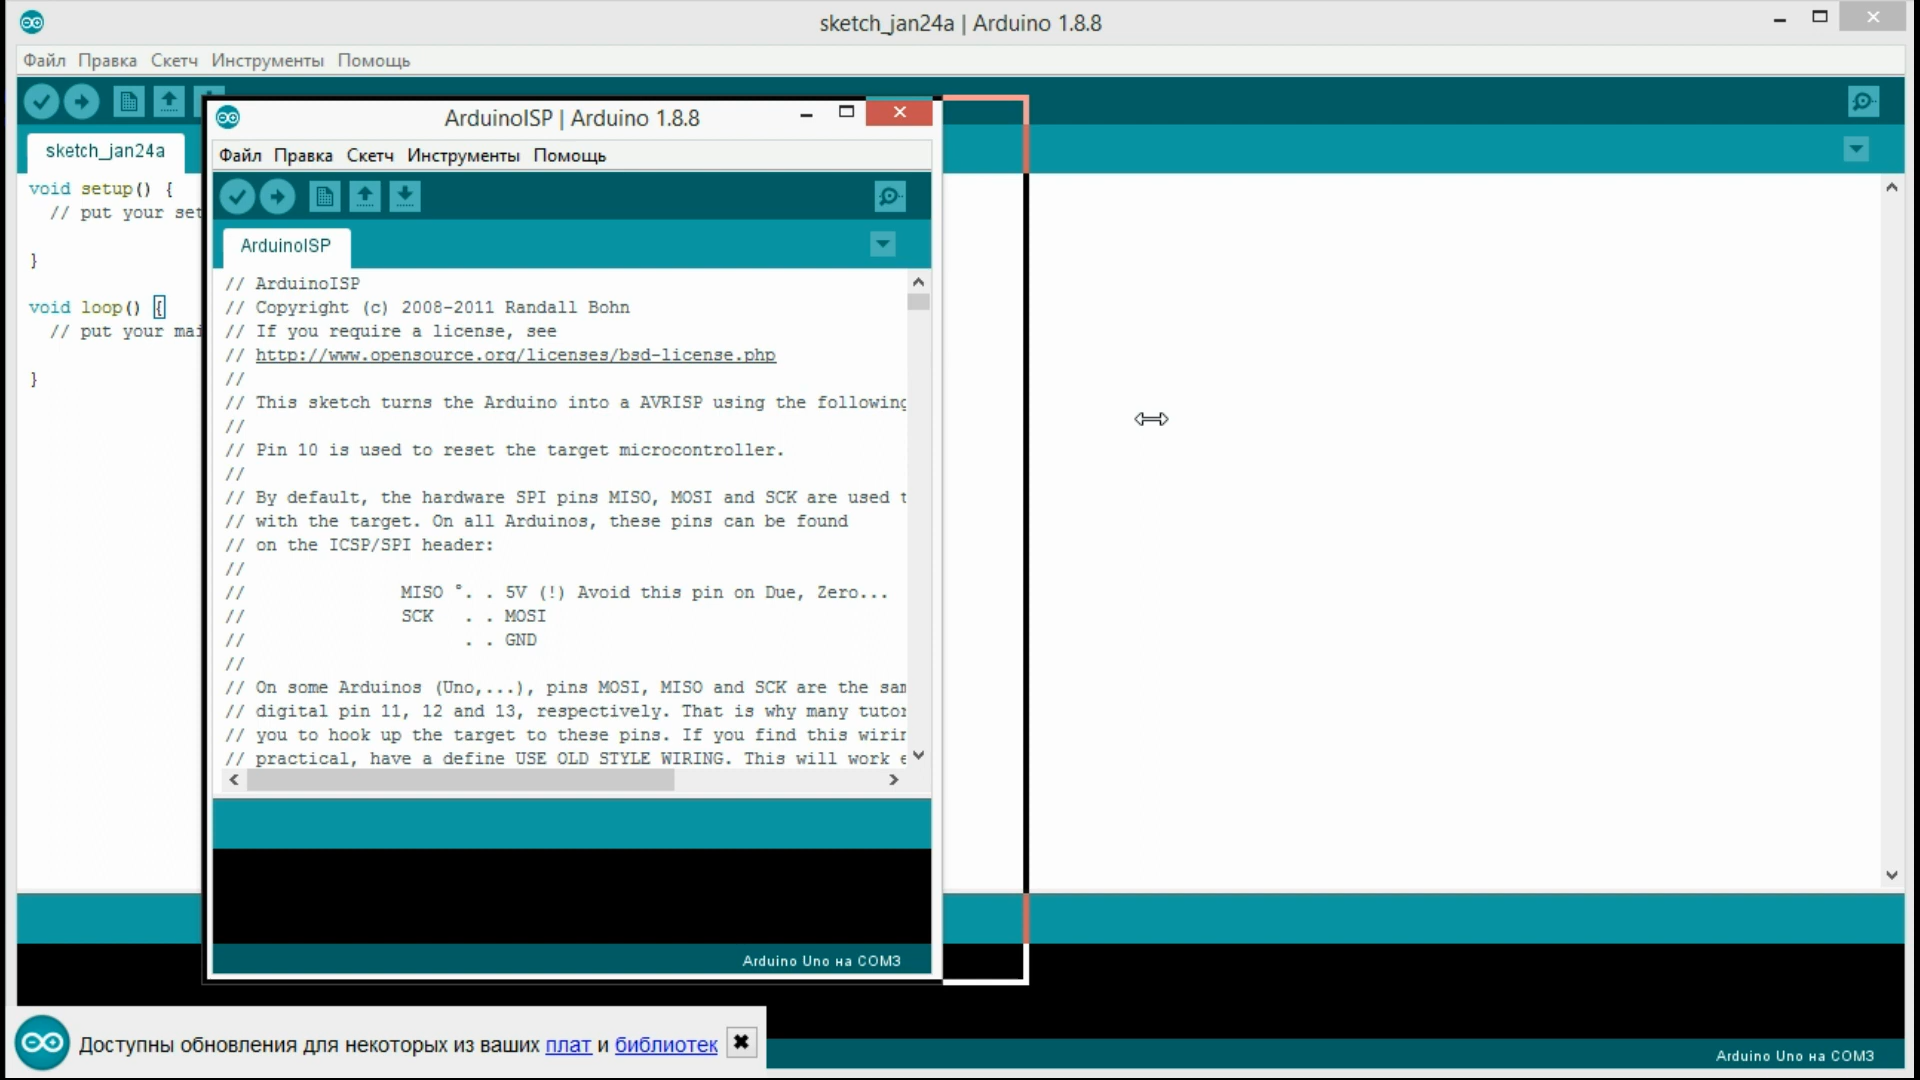 sketch_jan24a | Arduino 1.8.8
Файл Правка Скетч Инструменты Помощь
sketch_jan24a
void setup() {
// put your set
}
void loop() {
// put your mai
}
ArduinoISP | Arduino 1.8.8
Файл Правка Скетч Инструменты Помощь
ArduinoISP
// ArduinoISP
// Copyright (c) 2008-2011 Randall Bohn
// If you require a license, see
// http://www.opensource.org/licenses/bsd-license.php
//
// This sketch turns the Arduino into a AVRISP using the following
//
// Pin 10 is used to reset the target microcontroller.
//
// By default, the hardware SPI pins MISO, MOSI and SCK are used t
// with the target. On all Arduinos, these pins can be found
// on the ICSP/SPI header:
//
// MISO °. . 5V (!) Avoid this pin on Due, Zero...
// SCK . . MOSI
// . . GND
//
// On some Arduinos (Uno,...), pins MOSI, MISO and SCK are the sam
// digital pin 11, 12 and 13, respectively. That is why many tutor
// you to hook up the target to these pins. If you find this wirin
// practical, have a define USE_OLD_STYLE_WIRING. This will work e
Arduino Uno на COM3
Доступны обновления для некоторых из ваших плат и библиотек
Arduino Uno на COM3